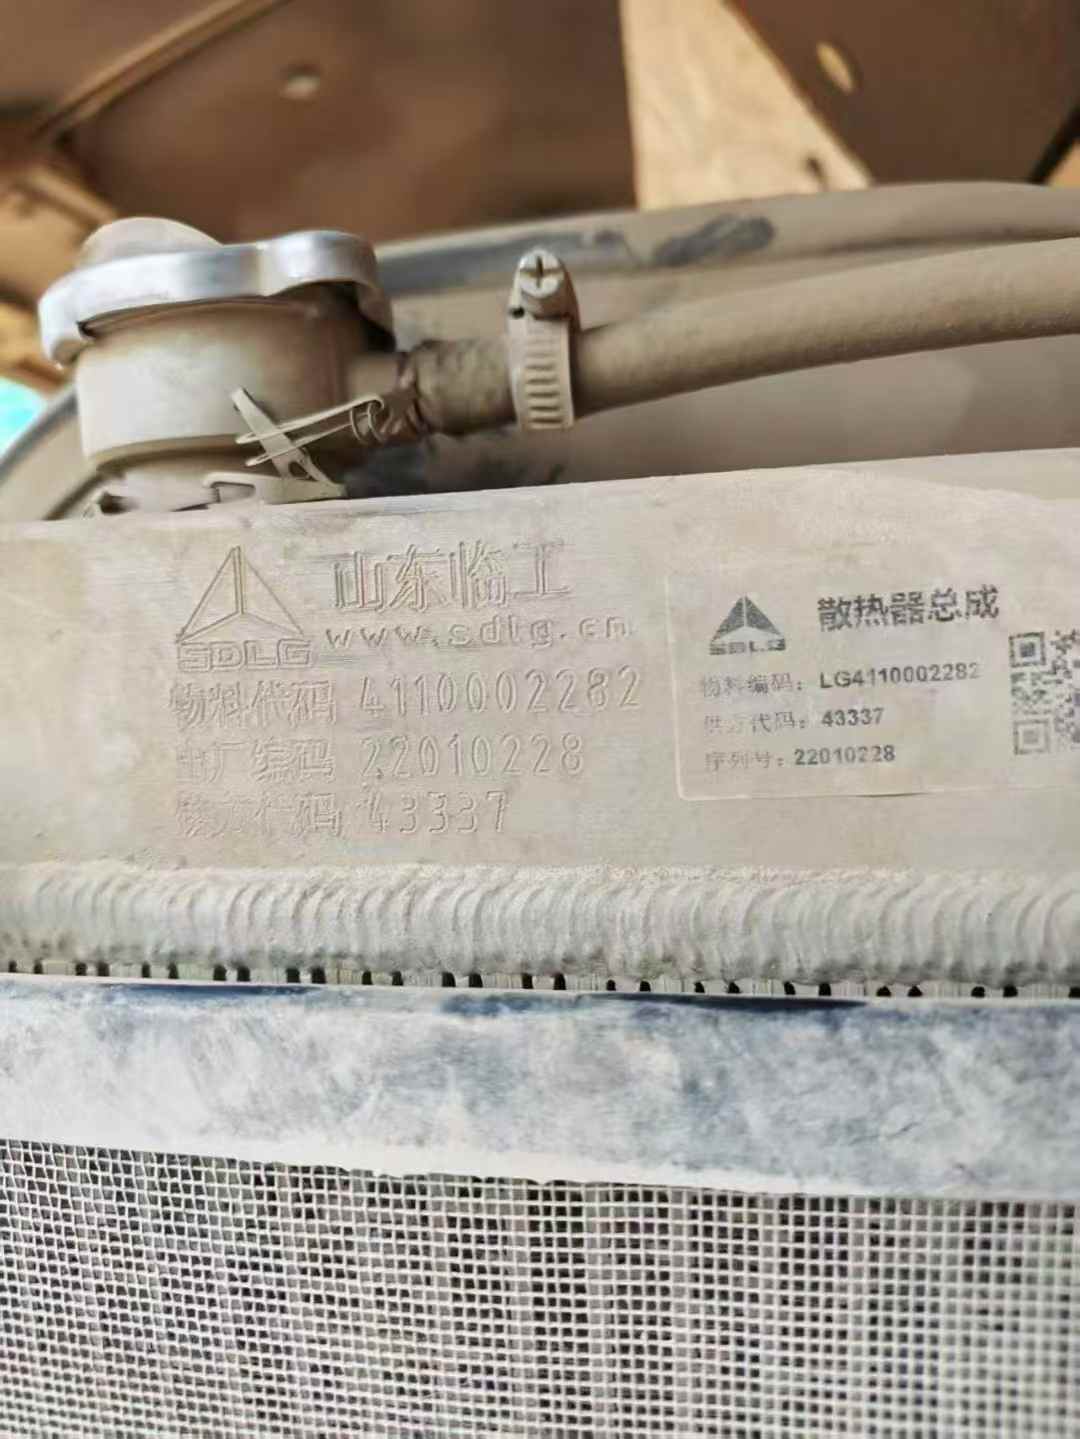 山东临工
SDLG
www.sdlg.cn
物料代码 4110002282
出厂编码 22010228
供方代码 43337
SDLG
散热器总成
物料编码：LG4110002282
供方代码：43337
序列号：22010228